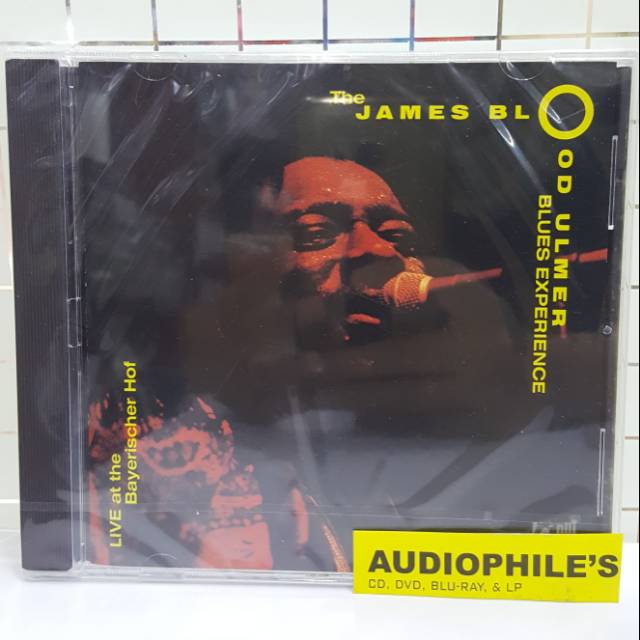 The
JAMES BLOOD ULMER
BLUES EXPERIENCE
LIVE at the
Bayerischer Hof
AUDIOPHILE'S
CD, DVD, BLU-RAY, & LP